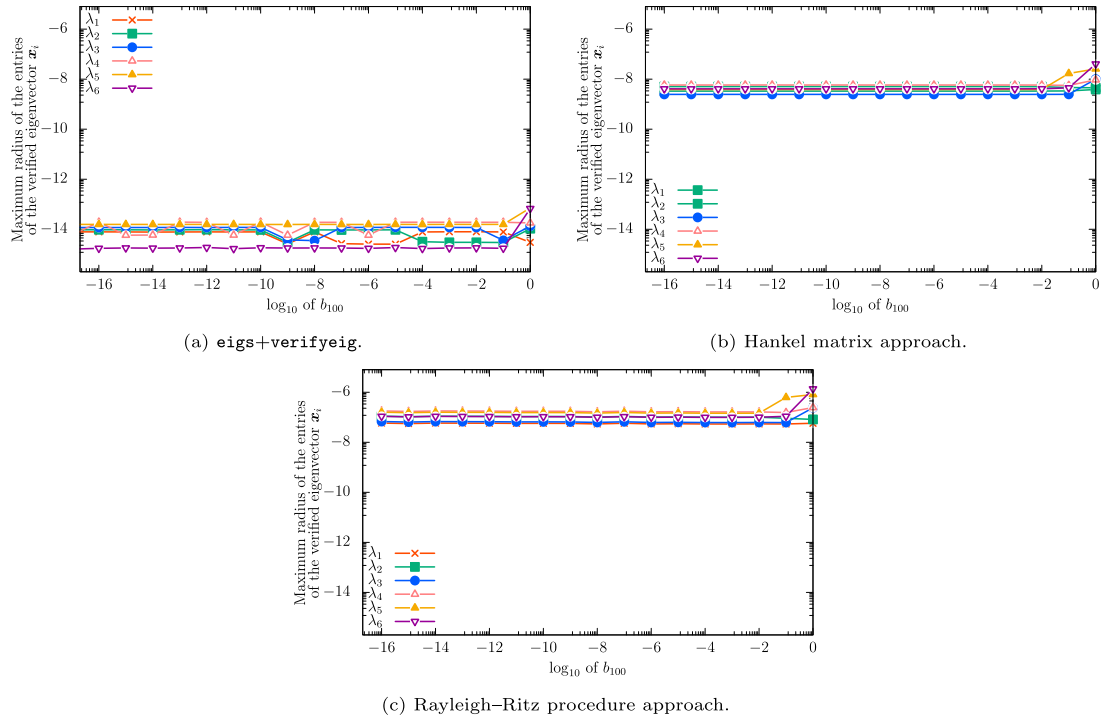 Maximum radius of the entries
of the verified eigenvector x_i
−6
−8
−10
−12
−14
λ1
λ2
λ3
λ4
λ5
λ6
−16 −14 −12 −10 −8 −6 −4 −2 0
log10 of b100
(a) eigs+verifyeig.
Maximum radius of the entries
of the verified eigenvector x_i
−6
−8
−10
−12
−14
λ1
λ2
λ3
λ4
λ5
λ6
−16 −14 −12 −10 −8 −6 −4 −2 0
log10 of b100
(b) Hankel matrix approach.
Maximum radius of the entries
of the verified eigenvector x_i
−6
−8
−10
−12
−14
λ1
λ2
λ3
λ4
λ5
λ6
−16 −14 −12 −10 −8 −6 −4 −2 0
log10 of b100
(c) Rayleigh–Ritz procedure approach.